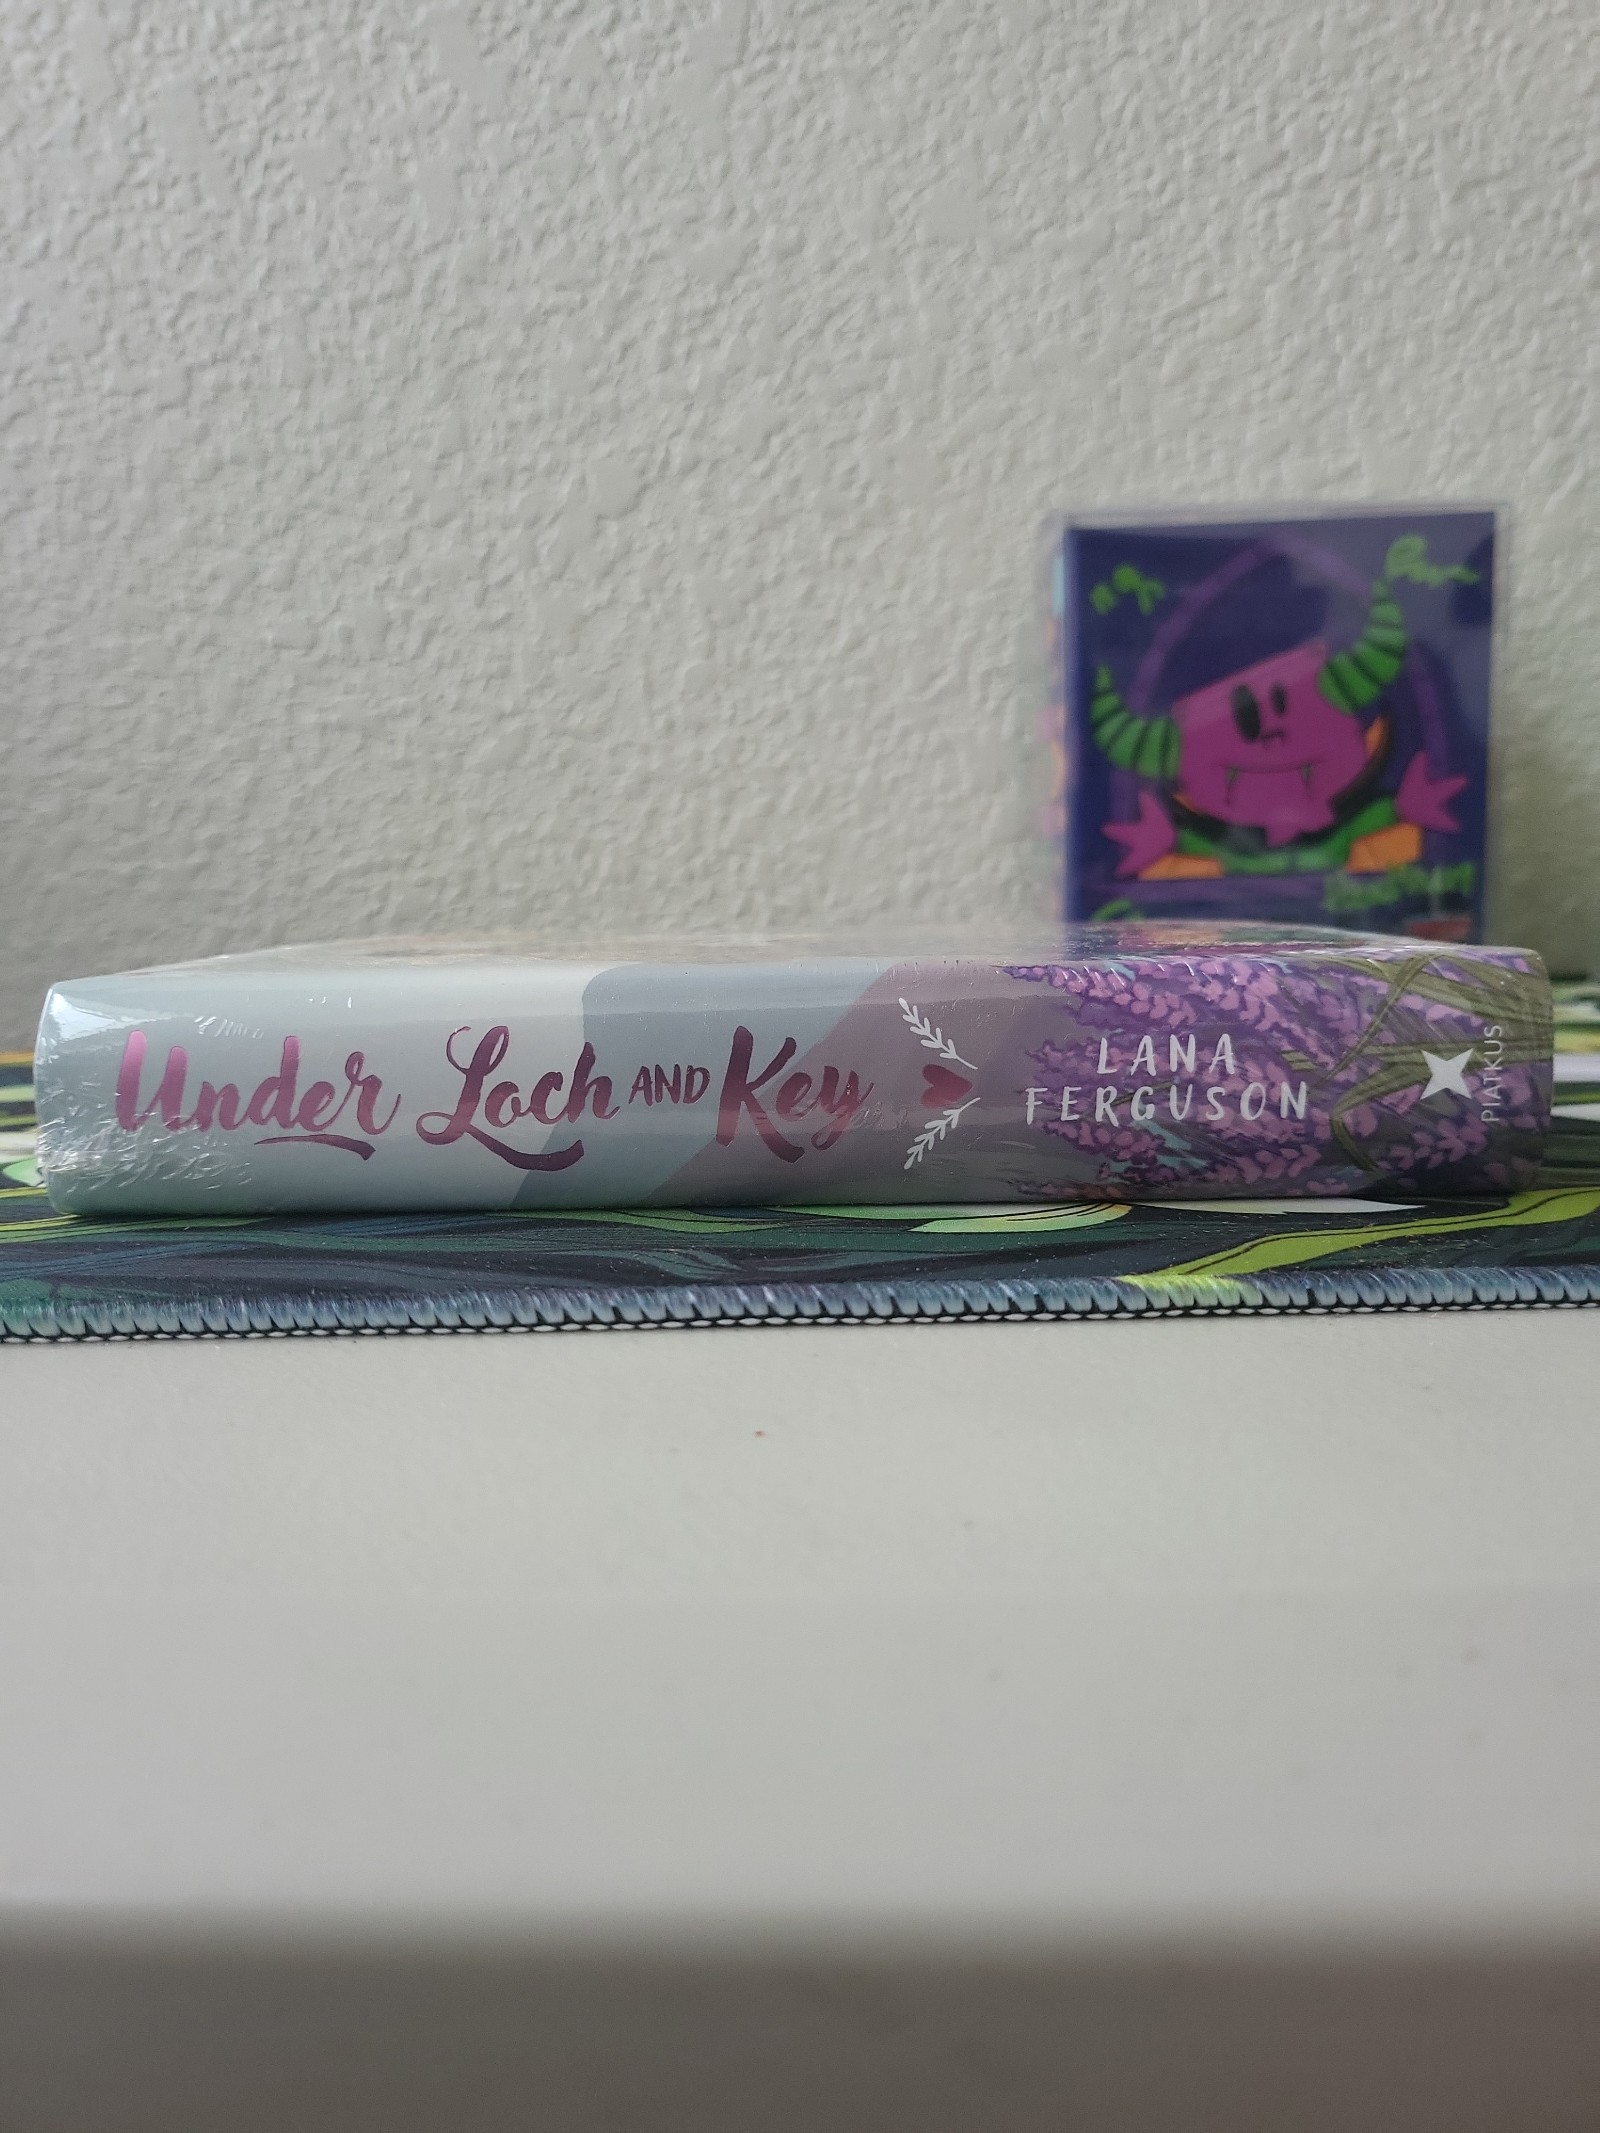 Under Loch AND Key
LANA
FERGUSON
PIATKUS